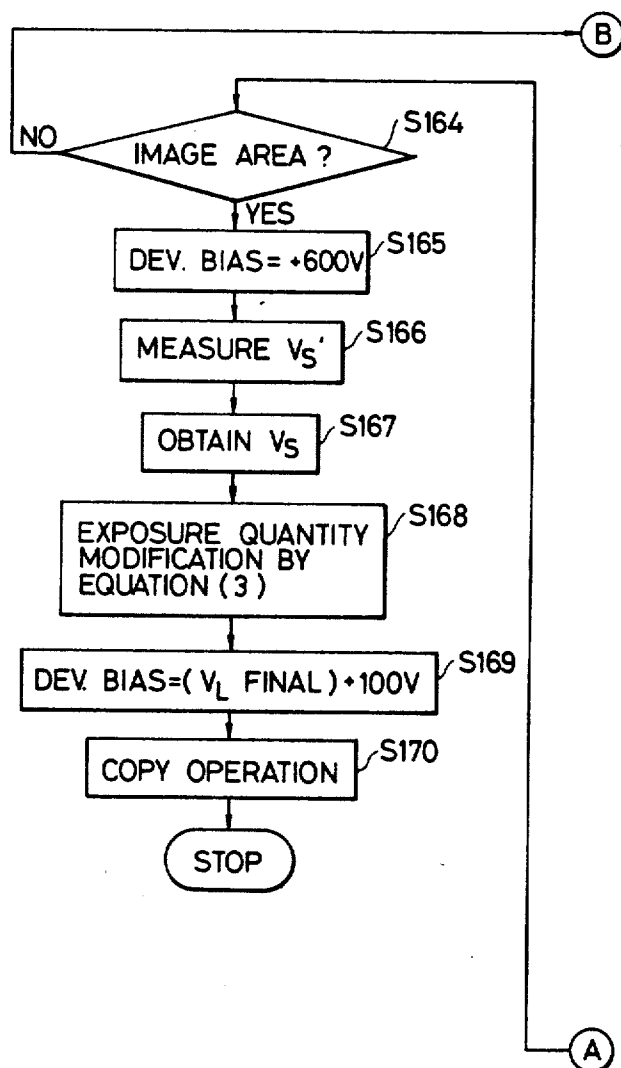 B
S164
NO
IMAGE AREA ?
YES
S165
DEV. BIAS = +600V
S166
MEASURE VS'
S167
OBTAIN VS
S168
EXPOSURE QUANTITY
MODIFICATION BY
EQUATION (3)
S169
DEV. BIAS=(VL FINAL)+100V
S170
COPY OPERATION
STOP
A